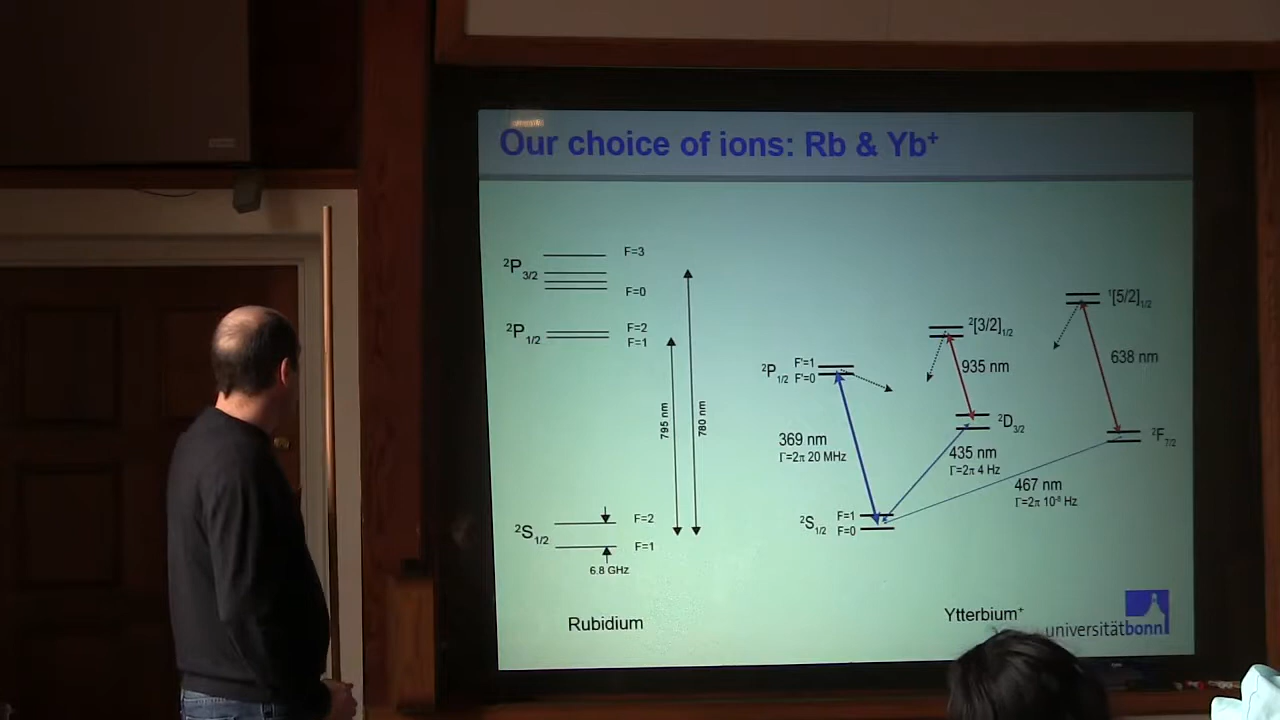 Our choice of ions: Rb & Yb⁺
²P₃/₂
F=3
F=0
²P₁/₂
F=2
F=1
795 nm
780 nm
²S₁/₂
F=2
F=1
6.8 GHz
Rubidium
²P₁/₂
F'=1
F'=0
369 nm
Γ=2π 20 MHz
²S₁/₂
F=1
F=0
²[3/2]₁/₂
935 nm
²D₃/₂
435 nm
Γ=2π 4 Hz
¹[5/2]₁/₂
638 nm
²F₇/₂
467 nm
Γ=2π 10⁻⁸ Hz
Ytterbium⁺
universitätbonn